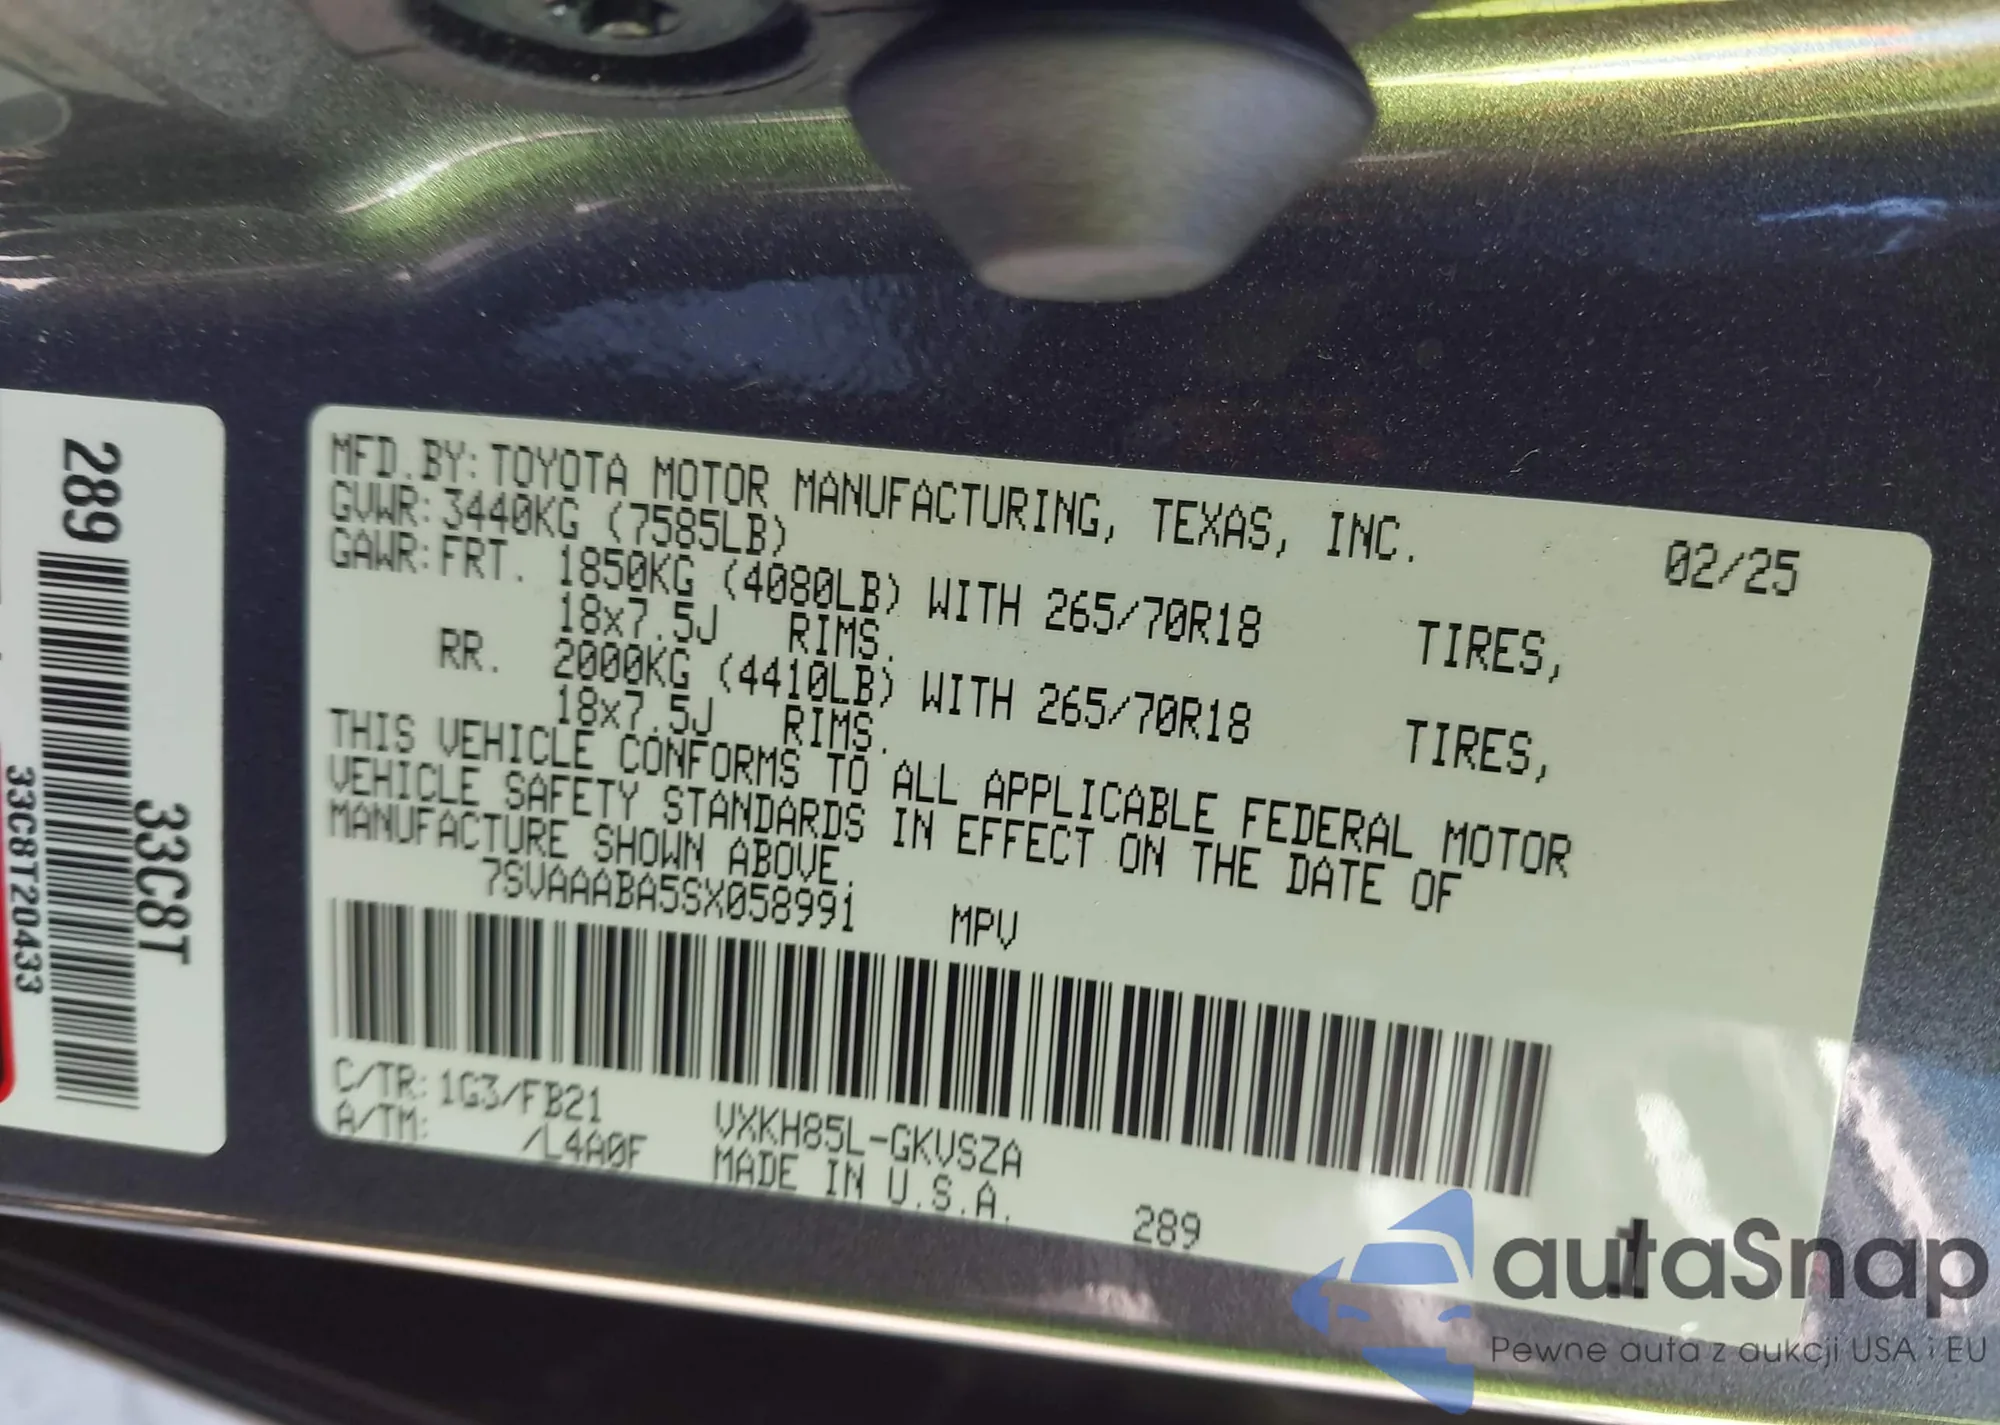 289
33C8T
33C8T20433
MFD.BY: TOYOTA MOTOR MANUFACTURING, TEXAS, INC. 02/25
GVWR: 3440KG (7585LB)
GAWR: FRT. 1850KG (4080LB) WITH 265/70R18 TIRES,
18x7.5J RIMS.
RR. 2000KG (4410LB) WITH 265/70R18 TIRES,
18x7.5J RIMS.
THIS VEHICLE CONFORMS TO ALL APPLICABLE FEDERAL MOTOR
VEHICLE SAFETY STANDARDS IN EFFECT ON THE DATE OF
MANUFACTURE SHOWN ABOVE.
7SVAAABA5SX058991 MPV
C/TR: 1G3/FB21 VXKH85L-GKVSZA
A/TM: /L4A0F MADE IN U.S.A. 289
autaSnap
Pewne auta z aukcji USA i EU